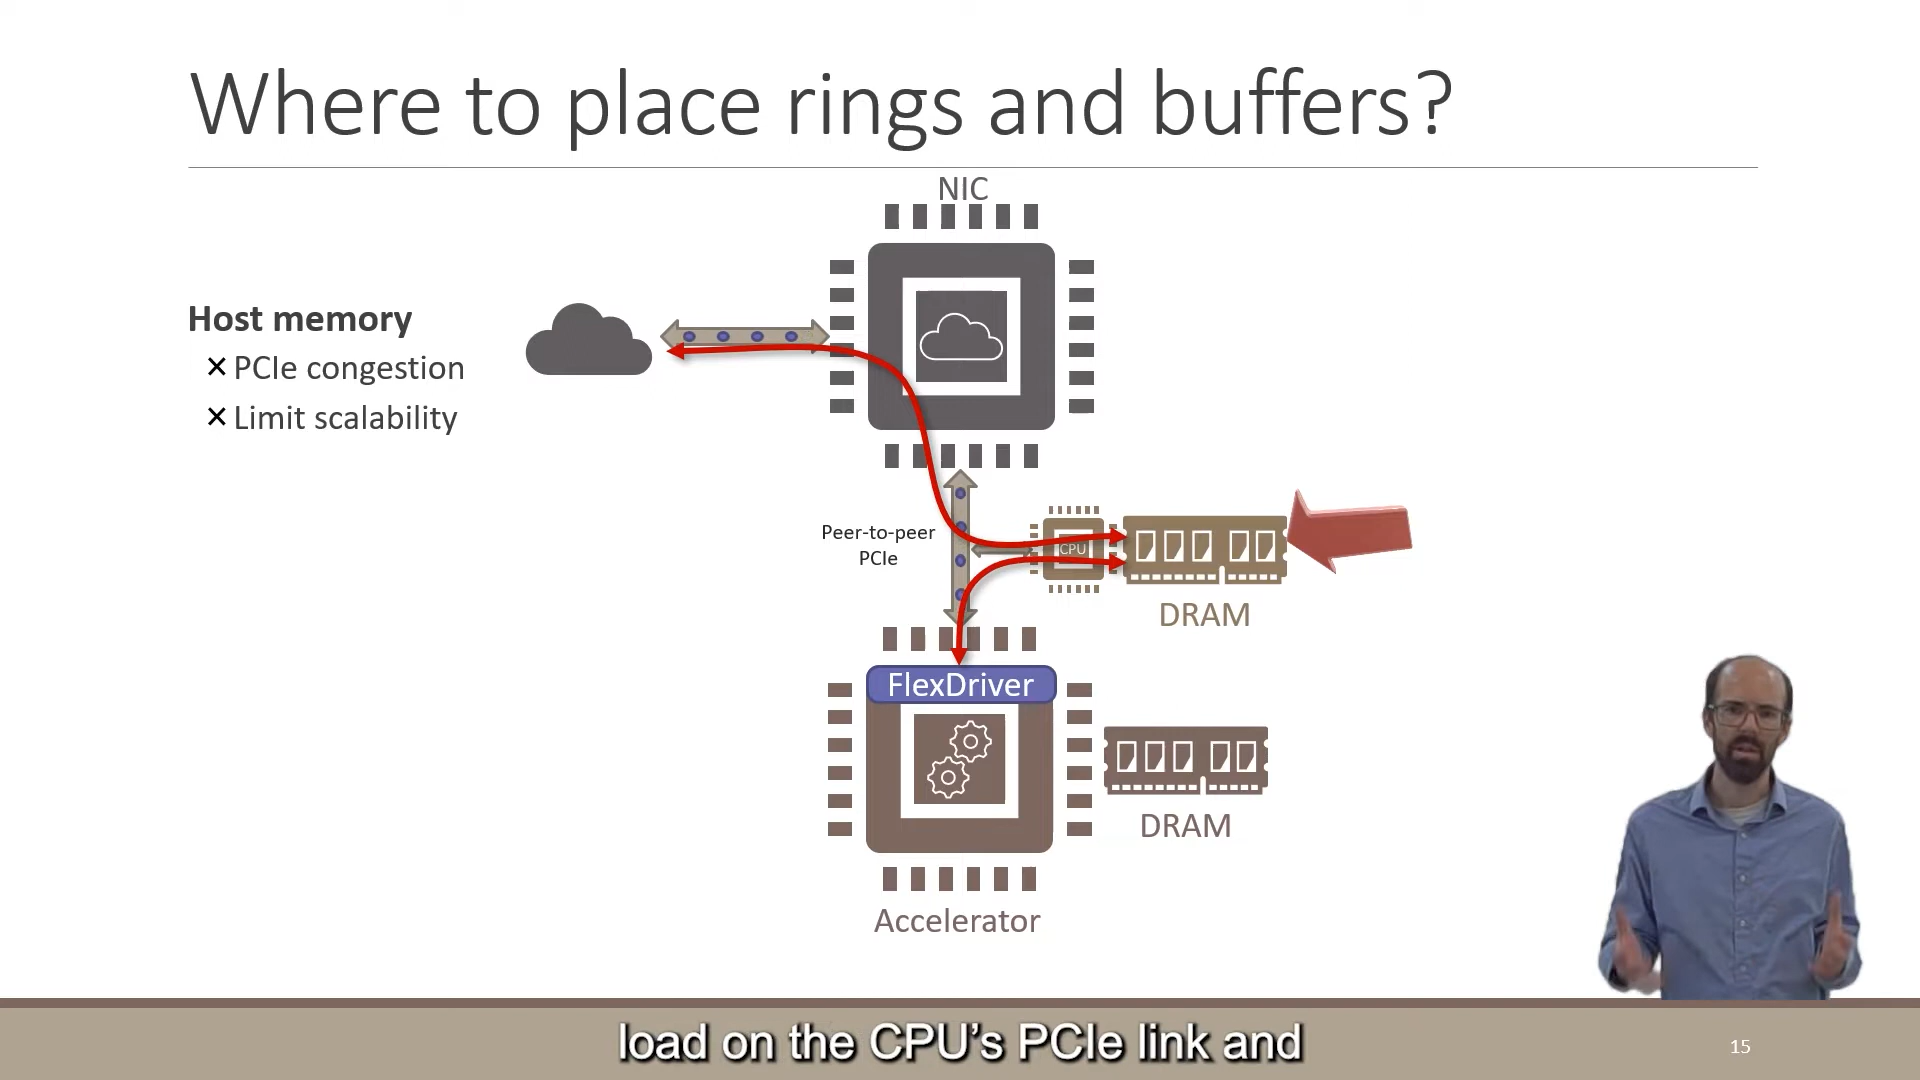 Where to place rings and buffers?
NIC
Host memory
× PCIe congestion
× Limit scalability
Peer-to-peer
PCIe
CPU
DRAM
FlexDriver
DRAM
Accelerator
load on the CPU's PCIe link and
15